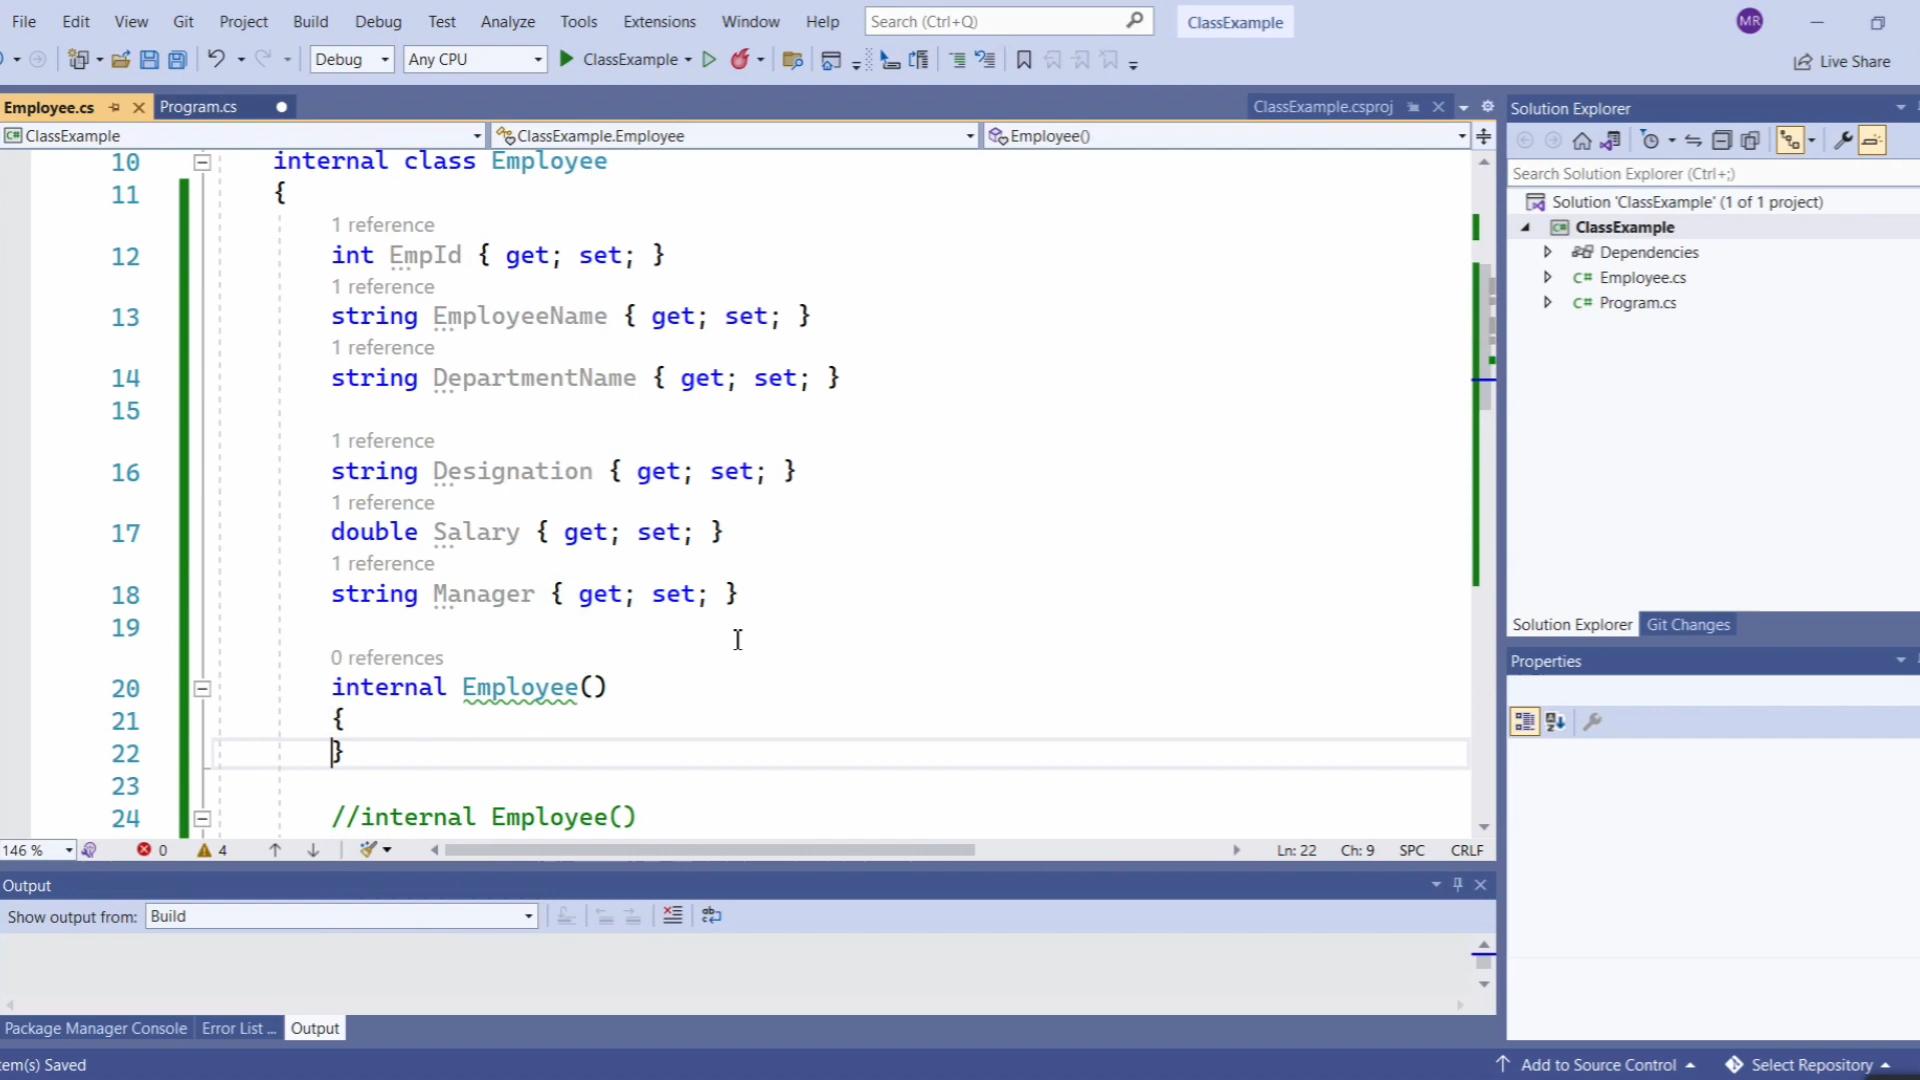 File Edit View Git Project Build Debug Test Analyze Tools Extensions Window Help Search (Ctrl+Q) ClassExample MR
Debug Any CPU ClassExample Live Share
Employee.cs Program.cs ClassExample.csproj
C# ClassExample ClassExample.Employee Employee()
10 internal class Employee
11 {
1 reference
12 int EmpId { get; set; }
1 reference
13 string EmployeeName { get; set; }
1 reference
14 string DepartmentName { get; set; }
15
1 reference
16 string Designation { get; set; }
1 reference
17 double Salary { get; set; }
1 reference
18 string Manager { get; set; }
19
0 references
20 internal Employee()
21 {
22 }
23
24 //internal Employee()
146 % 0 4 Ln: 22 Ch: 9 SPC CRLF
Output
Show output from: Build
Package Manager Console Error List ... Output
em(s) Saved
Solution Explorer
Search Solution Explorer (Ctrl+;)
Solution 'ClassExample' (1 of 1 project)
C# ClassExample
Dependencies
C# Employee.cs
C# Program.cs
Solution Explorer Git Changes
Properties
Add to Source Control Select Repository